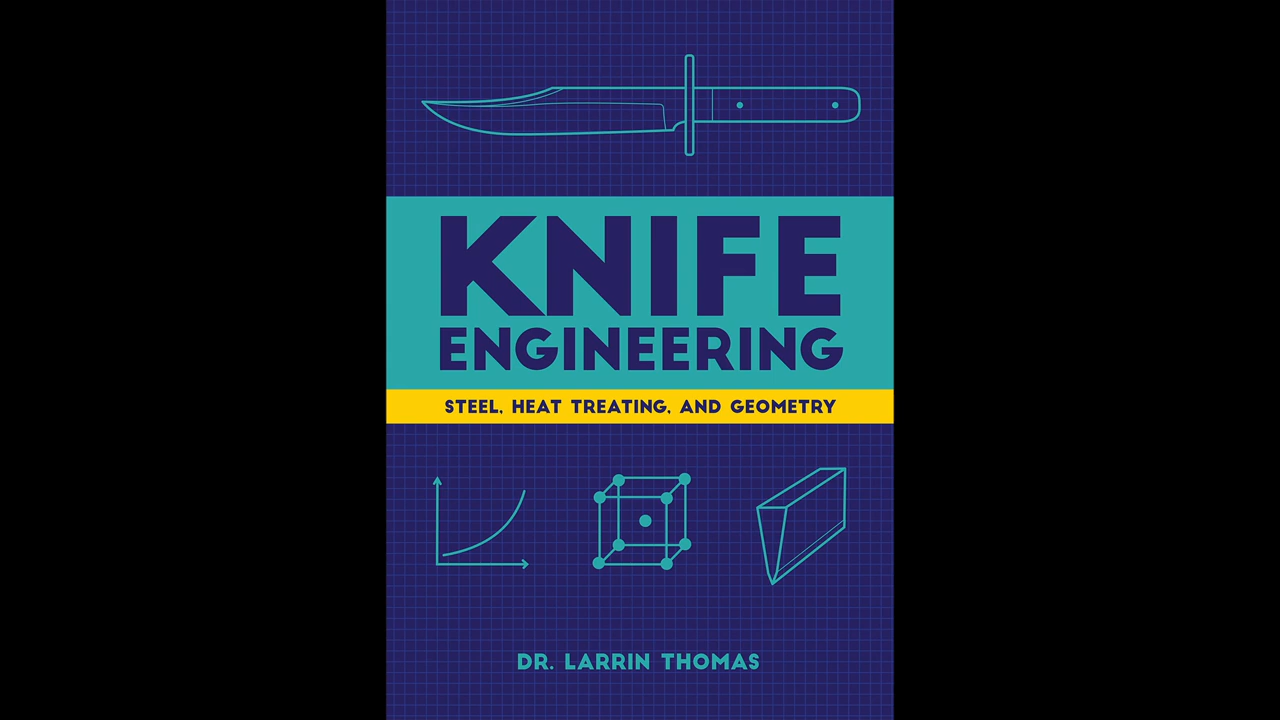 KNIFE
ENGINEERING
STEEL, HEAT TREATING, AND GEOMETRY
DR. LARRIN THOMAS